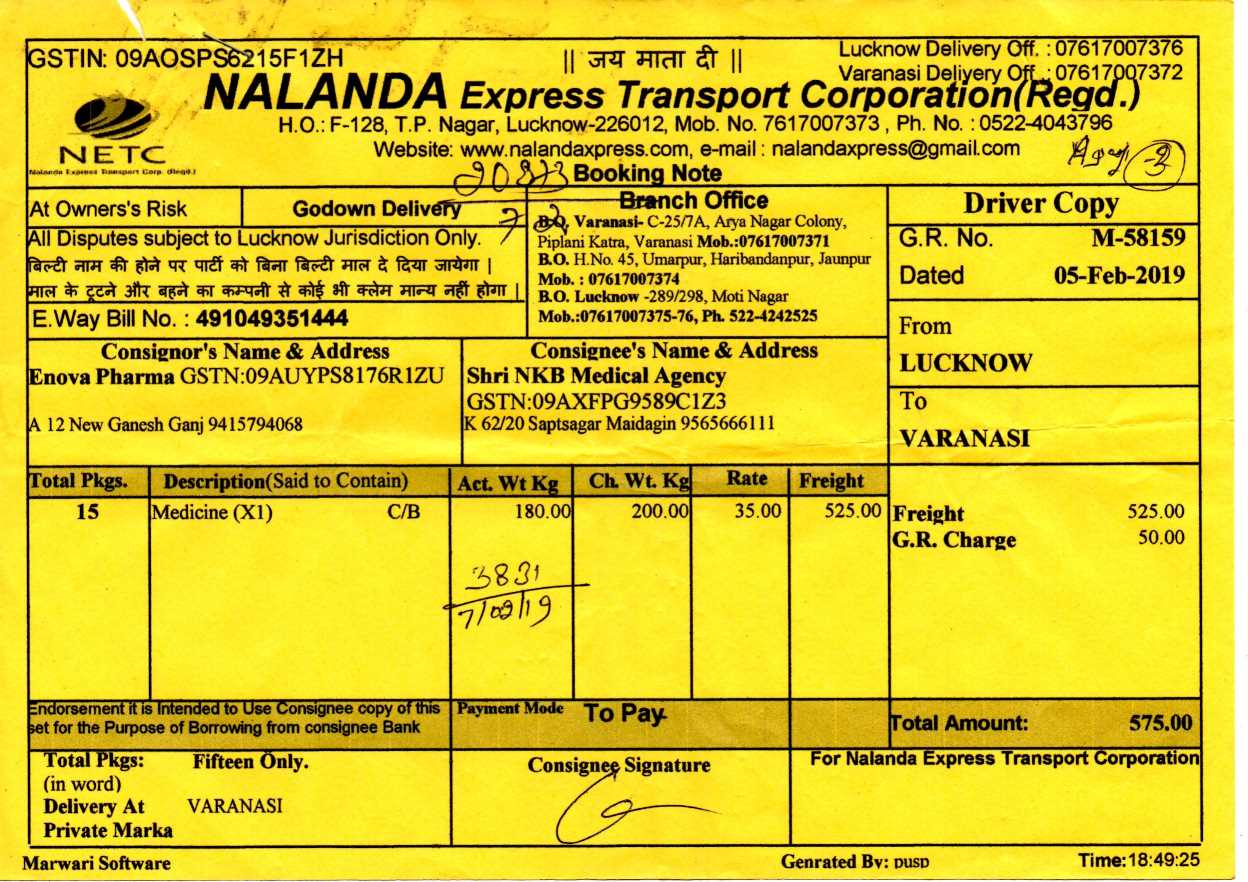 GSTIN: 09AOSPS6215F1ZH
|| जय माता दी ||
Lucknow Delivery Off. : 07617007376
Varanasi Delivery Off. : 07617007372
NALANDA Express Transport Corporation(Regd.)
H.O.: F-128, T.P. Nagar, Lucknow-226012, Mob. No. 7617007373 , Ph. No. : 0522-4043796
Website: www.nalandaxpress.com, e-mail : nalandaxpress@gmail.com
NETC
Nalanda Express Transport Corp. (Regd.)
Booking Note
At Owners's Risk
Godown Delivery
All Disputes subject to Lucknow Jurisdiction Only.
बिल्टी नाम की होने पर पार्टी को बिना बिल्टी माल दे दिया जायेगा |
माल के टूटने और बहने का कम्पनी से कोई भी क्लेम मान्य नहीं होगा |
E.Way Bill No. : 491049351444
Branch Office
B.O. Varanasi- C-25/7A, Arya Nagar Colony,
Piplani Katra, Varanasi Mob.:07617007371
B.O. H.No. 45, Umarpur, Haribandanpur, Jaunpur
Mob. : 07617007374
B.O. Lucknow -289/298, Moti Nagar
Mob.:07617007375-76, Ph. 522-4242525
Driver Copy
G.R. No. M-58159
Dated 05-Feb-2019
From
LUCKNOW
To
VARANASI
Consignor's Name & Address
Enova Pharma GSTN:09AUYPS8176R1ZU
A 12 New Ganesh Ganj 9415794068
Consignee's Name & Address
Shri NKB Medical Agency
GSTN:09AXFPG9589C1Z3
K 62/20 Saptsagar Maidagin 9565666111
Total Pkgs. Description(Said to Contain) Act. Wt Kg Ch. Wt. Kg Rate Freight
15 Medicine (X1) C/B 180.00 200.00 35.00 525.00
Freight 525.00
G.R. Charge 50.00
3831
7/02/19
Endorsement it is Intended to Use Consignee copy of this
set for the Purpose of Borrowing from consignee Bank
Payment Mode To Pay
Total Amount: 575.00
Total Pkgs: Fifteen Only.
(in word)
Delivery At VARANASI
Private Marka
Consignee Signature
For Nalanda Express Transport Corporation
Marwari Software
Genrated By: pusp
Time:18:49:25